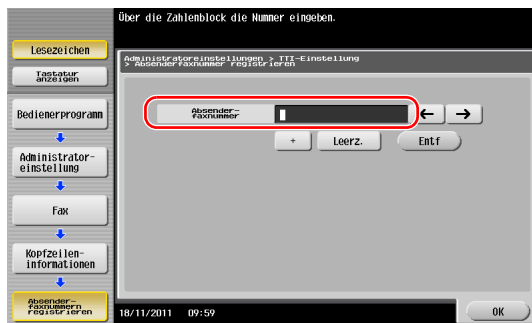 Über die Zahlenblock die Nummer eingeben.
Lesezeichen
Tastatur
anzeigen
Administratoreinstellungen > TTI-Einstellung
> Absenderfaxnummer registrieren
Bedienerprogramm
Absender-
faxnummer
← →
+ Leerz. Entf
Administrator-
einstellung
Fax
Kopfzeilen-
informationen
Absender-
faxnummern
registrieren
18/11/2011 09:59
OK